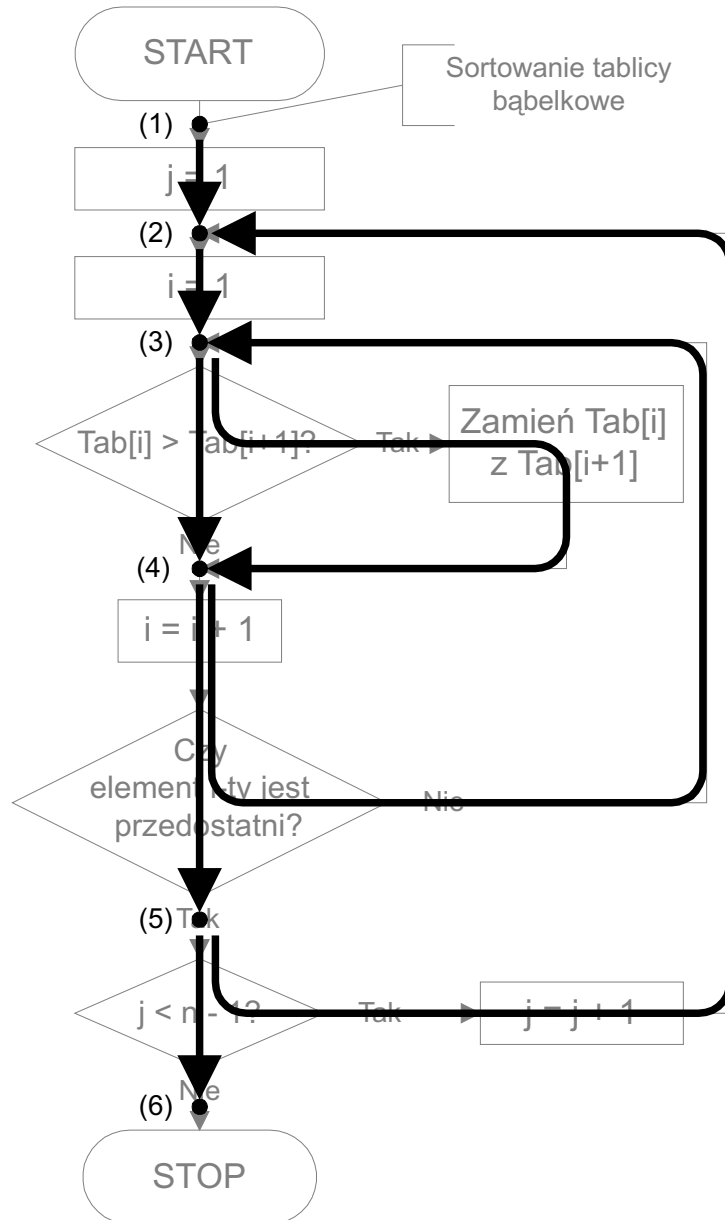 START
Sortowanie tablicy
bąbelkowe
(1)
j = 1
(2)
i = 1
(3)
Tab[i] > Tab[i+1]?
Tak
Zamień Tab[i]
z Tab[i+1]
Nie
(4)
i = i + 1
Czy
element i-ty jest
przedostatni?
Nie
(5)
Tak
j < n - 1?
Tak
j = j + 1
Nie
(6)
STOP